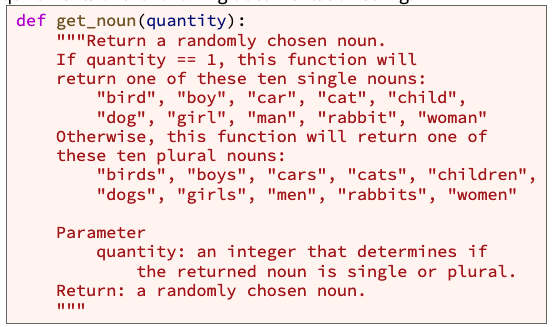 def get_noun(quantity):
    """Return a randomly chosen noun.
    If quantity == 1, this function will
    return one of these ten single nouns:
        "bird", "boy", "car", "cat", "child",
        "dog", "girl", "man", "rabbit", "woman"
    Otherwise, this function will return one of
    these ten plural nouns:
        "birds", "boys", "cars", "cats", "children",
        "dogs", "girls", "men", "rabbits", "women"

    Parameter
        quantity: an integer that determines if
            the returned noun is single or plural.
    Return: a randomly chosen noun.
    """